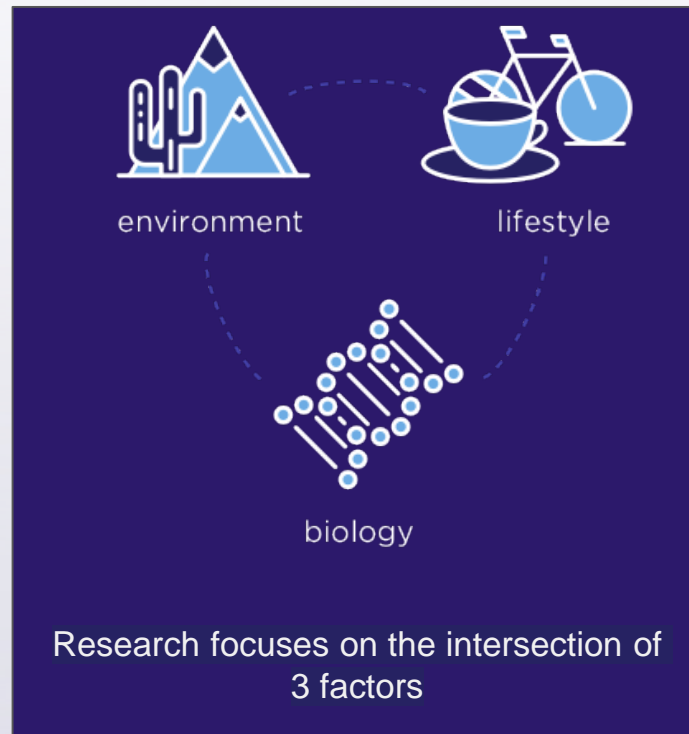 environment
lifestyle
biology
Research focuses on the intersection of
3 factors